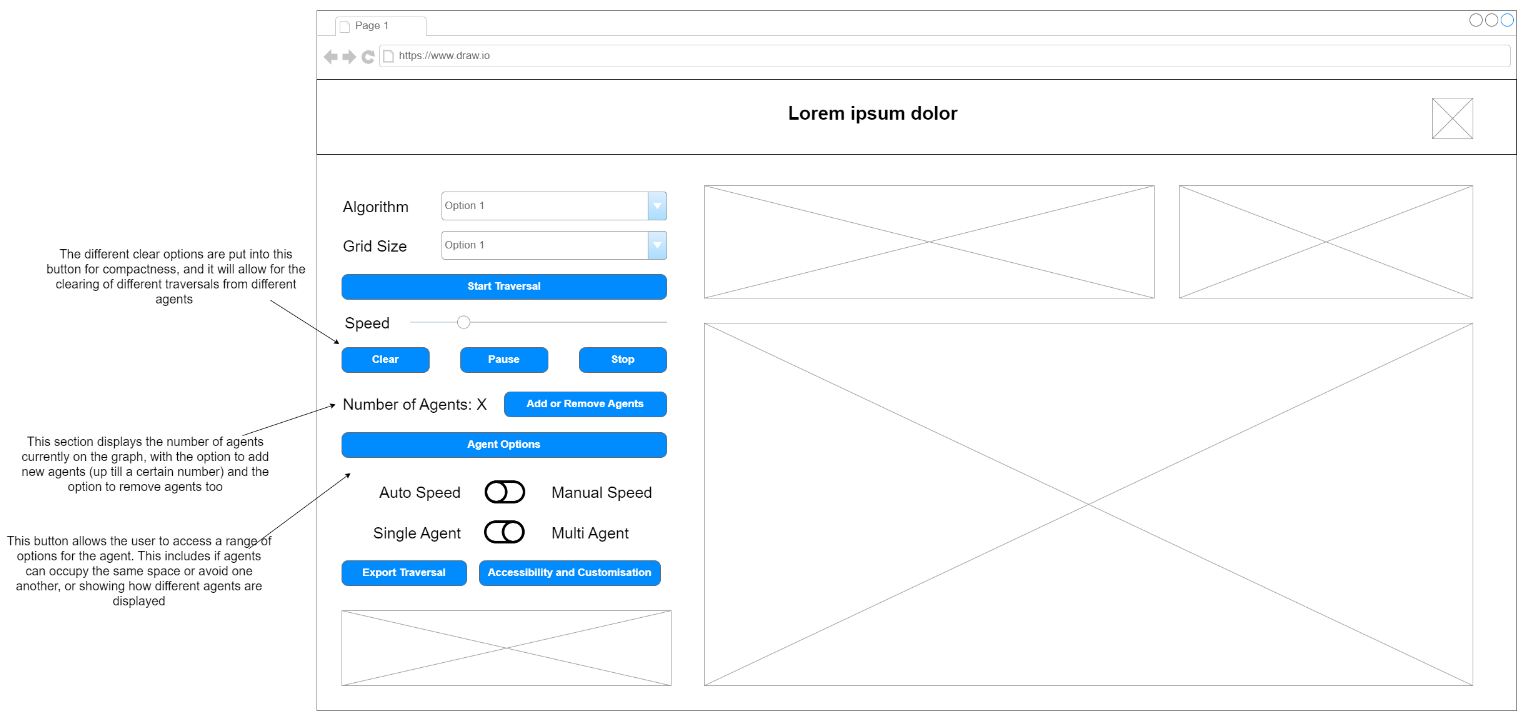 Page 1
https://www.draw.io
Lorem ipsum dolor
Algorithm
Option 1
Grid Size
Option 1
Start Traversal
Speed
Clear
Pause
Stop
Number of Agents: X
Add or Remove Agents
Agent Options
Auto Speed
Manual Speed
Single Agent
Multi Agent
Export Traversal
Accessibility and Customisation
The different clear options are put into this
button for compactness, and it will allow for the
clearing of different traversals from different
agents
This section displays the number of agents
currently on the graph, with the option to add
new agents (up till a certain number) and the
option to remove agents too
This button allows the user to access a range of
options for the agent. This includes if agents
can occupy the same space or avoid one
another, or showing how different agents are
displayed